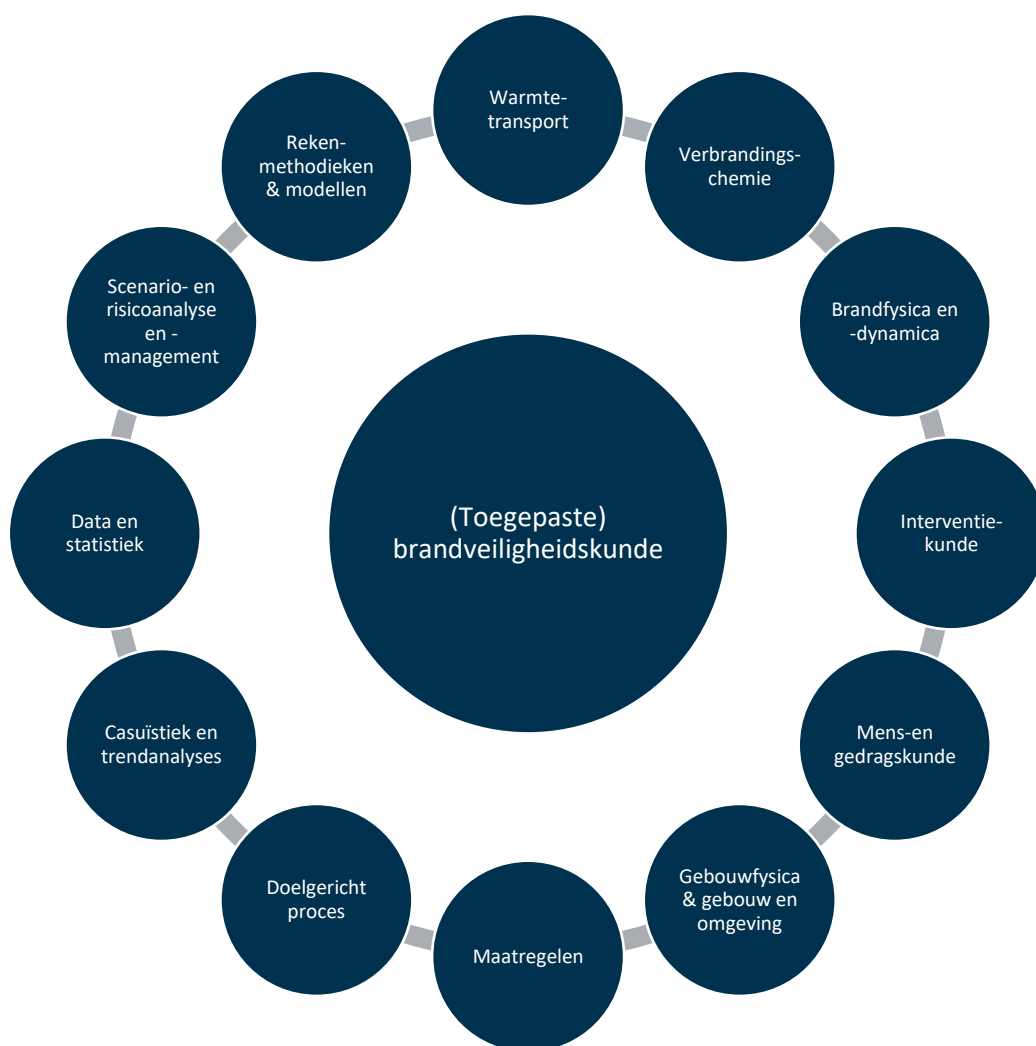 Warmte-
transport
Verbrandings-
chemie
Brandfysica en
-dynamica
Interventie-
kunde
Mens-en
gedragskunde
Gebouwfysica
& gebouw en
omgeving
Maatregelen
Doelgericht
proces
Casuïstiek en
trendanalyses
Data en
statistiek
Scenario- en
risicoanalyse
en -
management
Reken-
methodieken
& modellen
(Toegepaste)
brandveiligheidskunde